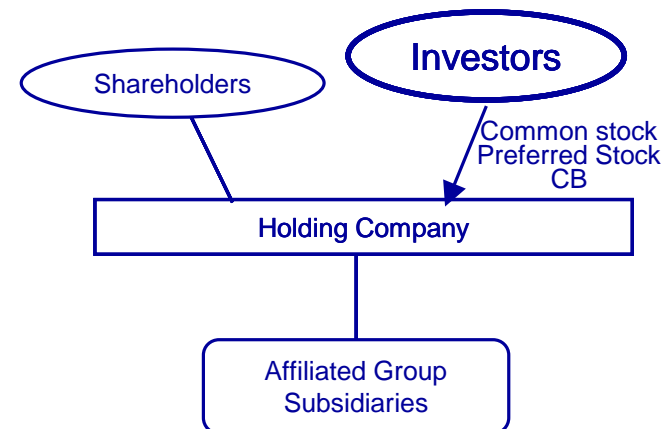 Investors
Shareholders
Common stock
Preferred Stock
CB
Holding Company
Affiliated Group
Subsidiaries